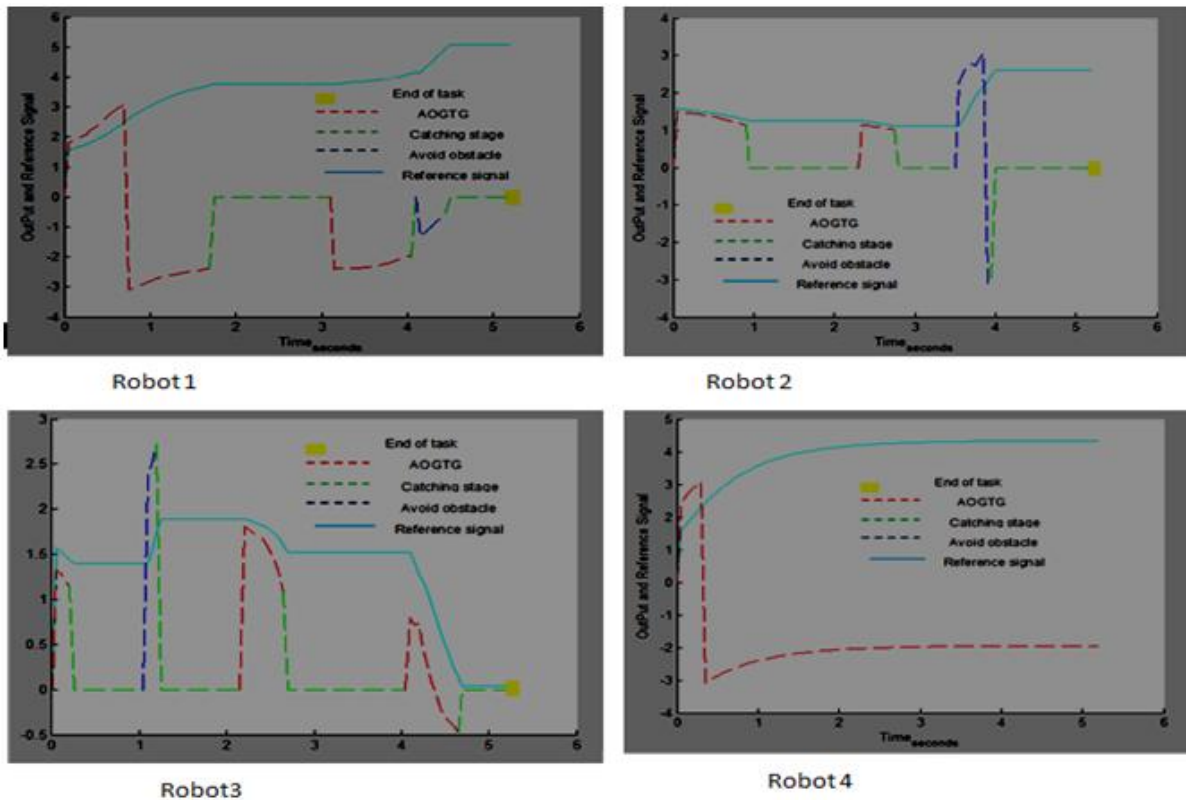 6
5
4
3
2
1
0
-1
-2
-3
-4
OutPut and Reference Signal
End of task
AOGTG
Catching stage
Avoid obstacle
Reference signal
0 1 2 3 4 5 6
Time seconds
Robot 1
4
3
2
1
0
-1
-2
-3
-4
OutPut and Reference Signal
End of task
AOGTG
Catching stage
Avoid obstacle
Reference signal
0 1 2 3 4 5 6
Time seconds
Robot 2
3
2.5
2
1.5
1
0.5
0
-0.5
End of task
AOGTG
Catching stage
Avoid obstacle
Reference signal
0 1 2 3 4 5 6
Robot3
5
4
3
2
1
0
-1
-2
-3
-4
OutPut and Reference Signal
End of task
AOGTG
Catching stage
Avoid obstacle
Reference signal
0 1 2 3 4 5 6
Time seconds
Robot 4